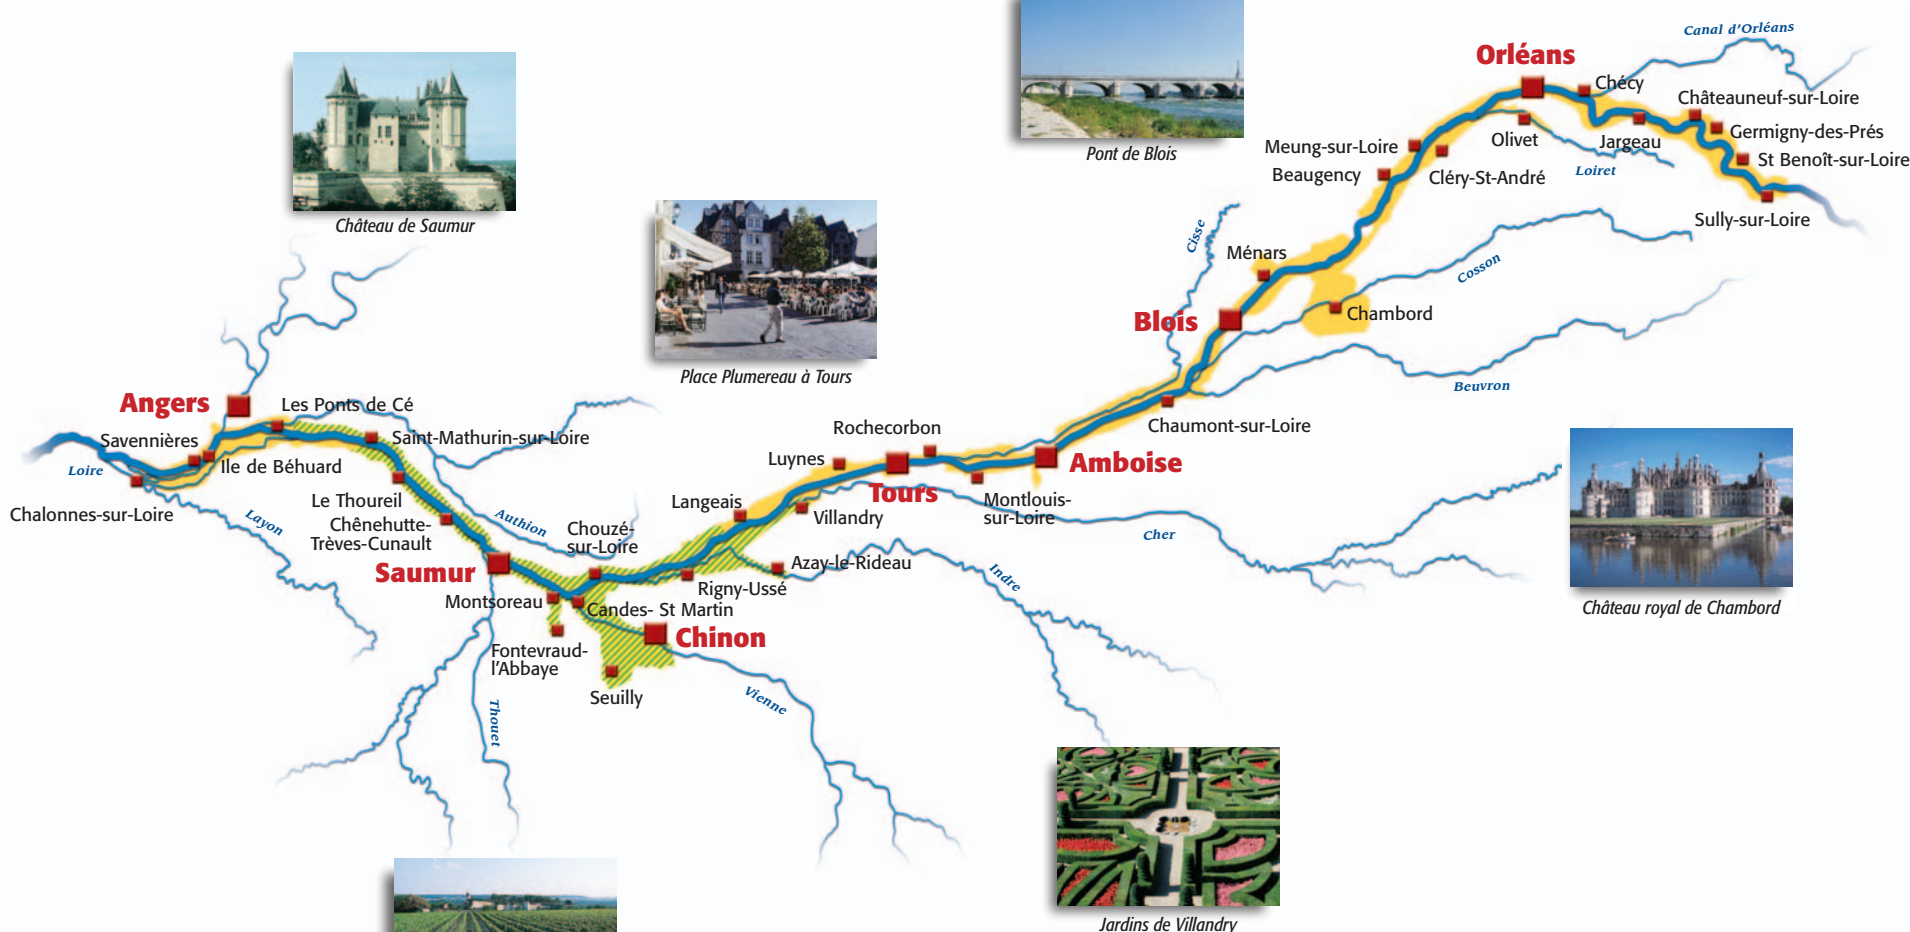 Canal d'Orléans
Orléans
Chécy
Châteauneuf-sur-Loire
Germigny-des-Prés
St Benoît-sur-Loire
Jargeau
Sully-sur-Loire
Olivet
Loiret
Meung-sur-Loire
Beaugency
Cléry-St-André
Pont de Blois
Château de Saumur
Place Plumereau à Tours
Cisse
Ménars
Cosson
Chambord
Blois
Beuvron
Chaumont-sur-Loire
Angers
Les Ponts de Cé
Savennières
Saint-Mathurin-sur-Loire
Ile de Béhuard
Loire
Chalonnes-sur-Loire
Layon
Le Thoureil
Chênehutte-
Trèves-Cunault
Authion
Chouzé-
sur-Loire
Rochecorbon
Luynes
Langeais
Tours
Amboise
Montlouis-
sur-Loire
Villandry
Cher
Azay-le-Rideau
Indre
Rigny-Ussé
Saumur
Montsoreau
Candes- St Martin
Chinon
Fontevraud-
l'Abbaye
Seuilly
Thouet
Vienne
Château royal de Chambord
Jardins de Villandry